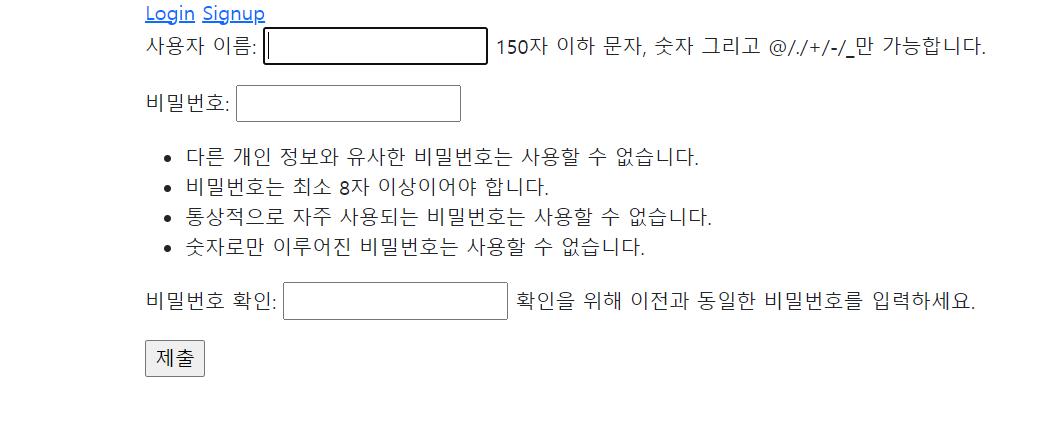 Login Signup
사용자 이름: 150자 이하 문자, 숫자 그리고 @/./+/-/_만 가능합니다.
비밀번호:
다른 개인 정보와 유사한 비밀번호는 사용할 수 없습니다.
비밀번호는 최소 8자 이상이어야 합니다.
통상적으로 자주 사용되는 비밀번호는 사용할 수 없습니다.
숫자로만 이루어진 비밀번호는 사용할 수 없습니다.
비밀번호 확인: 확인을 위해 이전과 동일한 비밀번호를 입력하세요.
제출